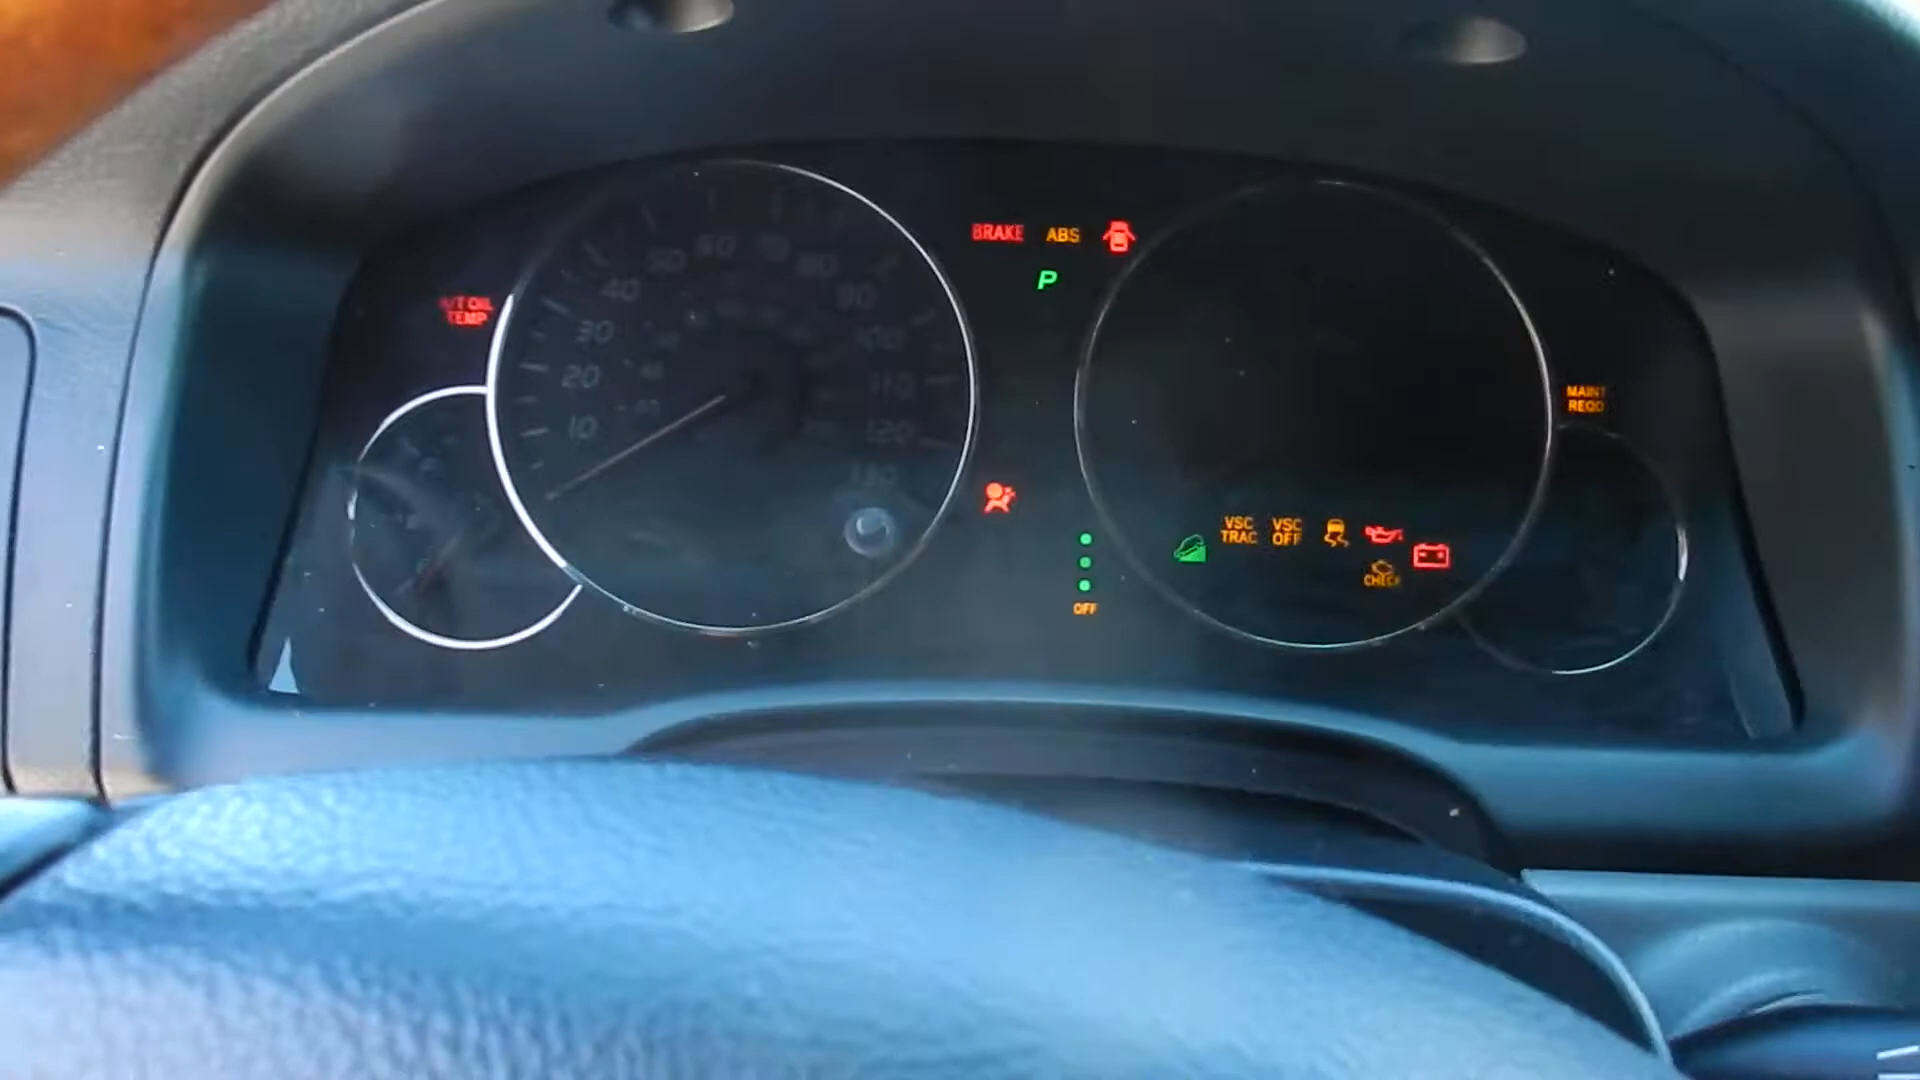 BRAKE ABS
P
A/T OIL
TEMP
10
20
30
40
50
60
70
80
90
100
110
120
130
MAINT
REQD
VSC
TRAC
VSC
OFF
CHECK
OFF